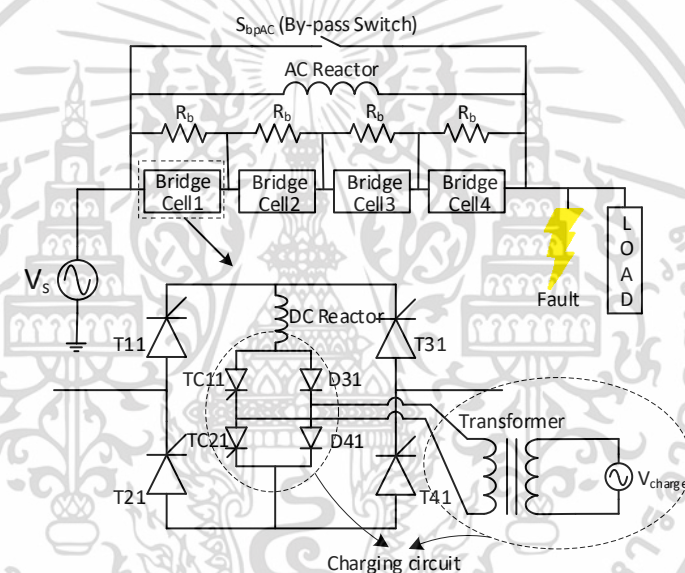 S_bpAC (By-pass Switch)
AC Reactor
R_b R_b R_b R_b
Bridge Cell1
Bridge Cell2
Bridge Cell3
Bridge Cell4
V_s
LOAD
Fault
DC Reactor
T11
T31
TC11
D31
TC21
D41
T21
T41
Transformer
V_charge
Charging circuit